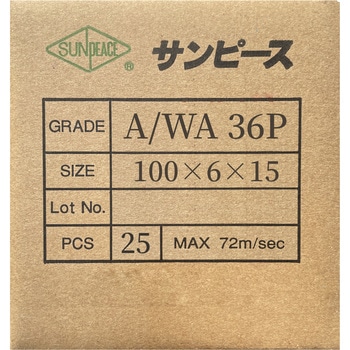 SUNPEACE
® サンピース
GRADE A/WA 36P
SIZE 100×6×15
Lot No.
PCS 25 MAX 72m/sec